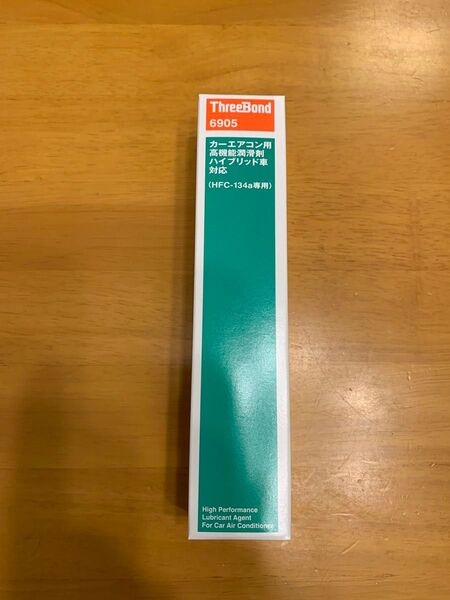 ThreeBond
6905
カーエアコン用
高機能潤滑剤
ハイブリッド車
対応
（HFC-134a専用）
High Performance
Lubricant Agent
For Car Air Conditioner